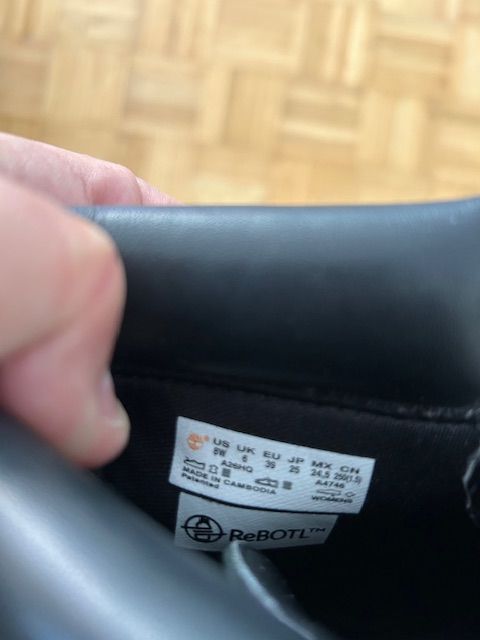 US UK EU JP MX CN
8W 6 39 25 24,5 250(1.5)
A26HQ A4746
MADE IN CAMBODIA WOMEN'S
Patented
ReBOTL™